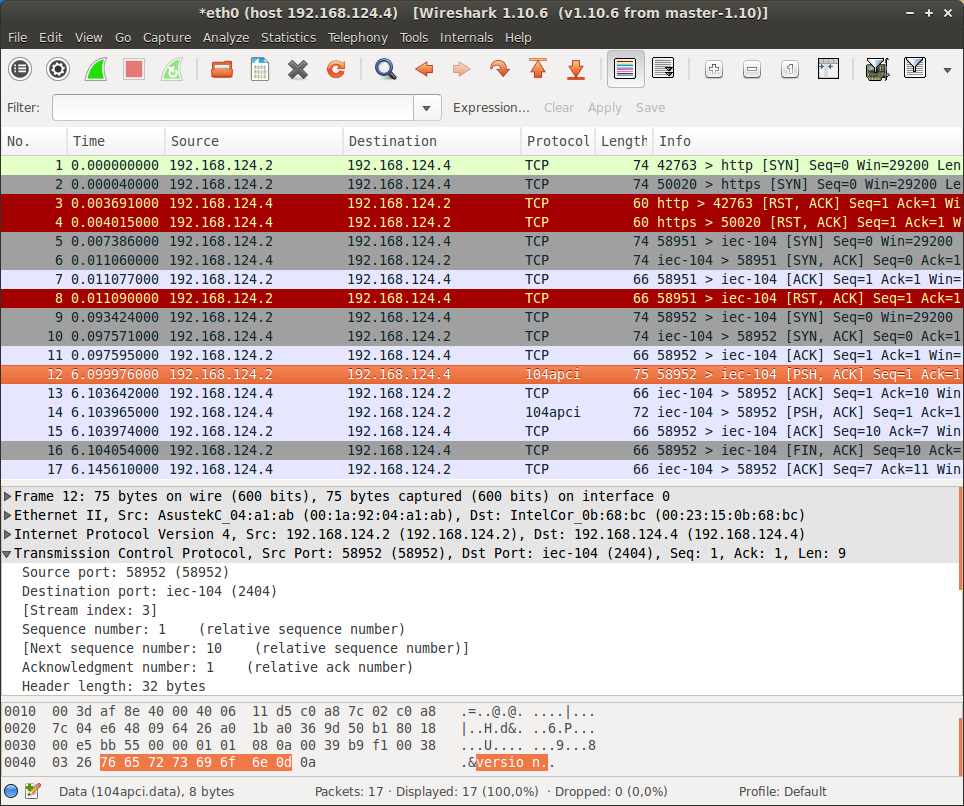 *eth0 (host 192.168.124.4) [Wireshark 1.10.6 (v1.10.6 from master-1.10)]
File Edit View Go Capture Analyze Statistics Telephony Tools Internals Help
Filter: Expression... Clear Apply Save
No. Time Source Destination Protocol Length Info
1 0.000000000 192.168.124.2 192.168.124.4 TCP 74 42763 > http [SYN] Seq=0 Win=29200 Len
2 0.000040000 192.168.124.2 192.168.124.4 TCP 74 50020 > https [SYN] Seq=0 Win=29200 Le
3 0.003691000 192.168.124.4 192.168.124.2 TCP 60 http > 42763 [RST, ACK] Seq=1 Ack=1 Wi
4 0.004015000 192.168.124.4 192.168.124.2 TCP 60 https > 50020 [RST, ACK] Seq=1 Ack=1 W
5 0.007386000 192.168.124.2 192.168.124.4 TCP 74 58951 > iec-104 [SYN] Seq=0 Win=29200
6 0.011060000 192.168.124.4 192.168.124.2 TCP 74 iec-104 > 58951 [SYN, ACK] Seq=0 Ack=1
7 0.011077000 192.168.124.2 192.168.124.4 TCP 66 58951 > iec-104 [ACK] Seq=1 Ack=1 Win=
8 0.011090000 192.168.124.2 192.168.124.4 TCP 66 58951 > iec-104 [RST, ACK] Seq=1 Ack=1
9 0.093424000 192.168.124.2 192.168.124.4 TCP 74 58952 > iec-104 [SYN] Seq=0 Win=29200
10 0.097571000 192.168.124.4 192.168.124.2 TCP 74 iec-104 > 58952 [SYN, ACK] Seq=0 Ack=1
11 0.097595000 192.168.124.2 192.168.124.4 TCP 66 58952 > iec-104 [ACK] Seq=1 Ack=1 Win=
12 6.099976000 192.168.124.2 192.168.124.4 104apci 75 58952 > iec-104 [PSH, ACK] Seq=1 Ack=1
13 6.103642000 192.168.124.4 192.168.124.2 TCP 66 iec-104 > 58952 [ACK] Seq=1 Ack=10 Win
14 6.103965000 192.168.124.4 192.168.124.2 104apci 72 iec-104 > 58952 [PSH, ACK] Seq=1 Ack=1
15 6.103974000 192.168.124.2 192.168.124.4 TCP 66 58952 > iec-104 [ACK] Seq=10 Ack=7 Win
16 6.104054000 192.168.124.2 192.168.124.4 TCP 66 58952 > iec-104 [FIN, ACK] Seq=10 Ack=
17 6.145610000 192.168.124.4 192.168.124.2 TCP 66 iec-104 > 58952 [ACK] Seq=7 Ack=11 Win
Frame 12: 75 bytes on wire (600 bits), 75 bytes captured (600 bits) on interface 0
Ethernet II, Src: AsustekC_04:a1:ab (00:1a:92:04:a1:ab), Dst: IntelCor_0b:68:bc (00:23:15:0b:68:bc)
Internet Protocol Version 4, Src: 192.168.124.2 (192.168.124.2), Dst: 192.168.124.4 (192.168.124.4)
Transmission Control Protocol, Src Port: 58952 (58952), Dst Port: iec-104 (2404), Seq: 1, Ack: 1, Len: 9
Source port: 58952 (58952)
Destination port: iec-104 (2404)
[Stream index: 3]
Sequence number: 1 (relative sequence number)
[Next sequence number: 10 (relative sequence number)]
Acknowledgment number: 1 (relative ack number)
Header length: 32 bytes
0010 00 3d af 8e 40 00 40 06 11 d5 c0 a8 7c 02 c0 a8 .=..@.@. ....|...
0020 7c 04 e6 48 09 64 26 a0 1b a0 36 9d 50 b1 80 18 |..H.d&. ..6.P...
0030 00 e5 bb 55 00 00 01 01 08 0a 00 39 b9 f1 00 38 ...U.... ...9...8
0040 03 26 76 65 72 73 69 6f 6e 0d 0a .&versio n..
Data (104apci.data), 8 bytes Packets: 17 · Displayed: 17 (100,0%) · Dropped: 0 (0,0%) Profile: Default